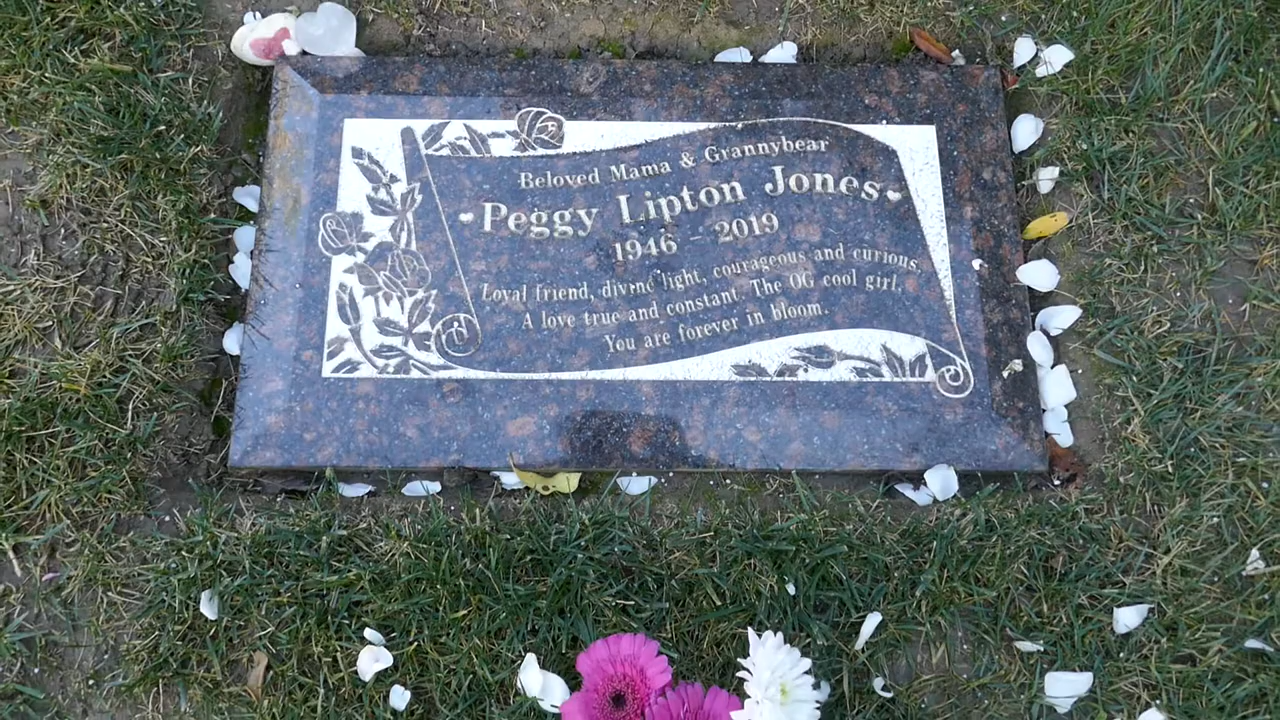 Beloved Mama & Grannybear
Peggy Lipton Jones
1946 - 2019
Loyal friend, divine light, courageous and curious.
A love true and constant. The OG cool girl.
You are forever in bloom.